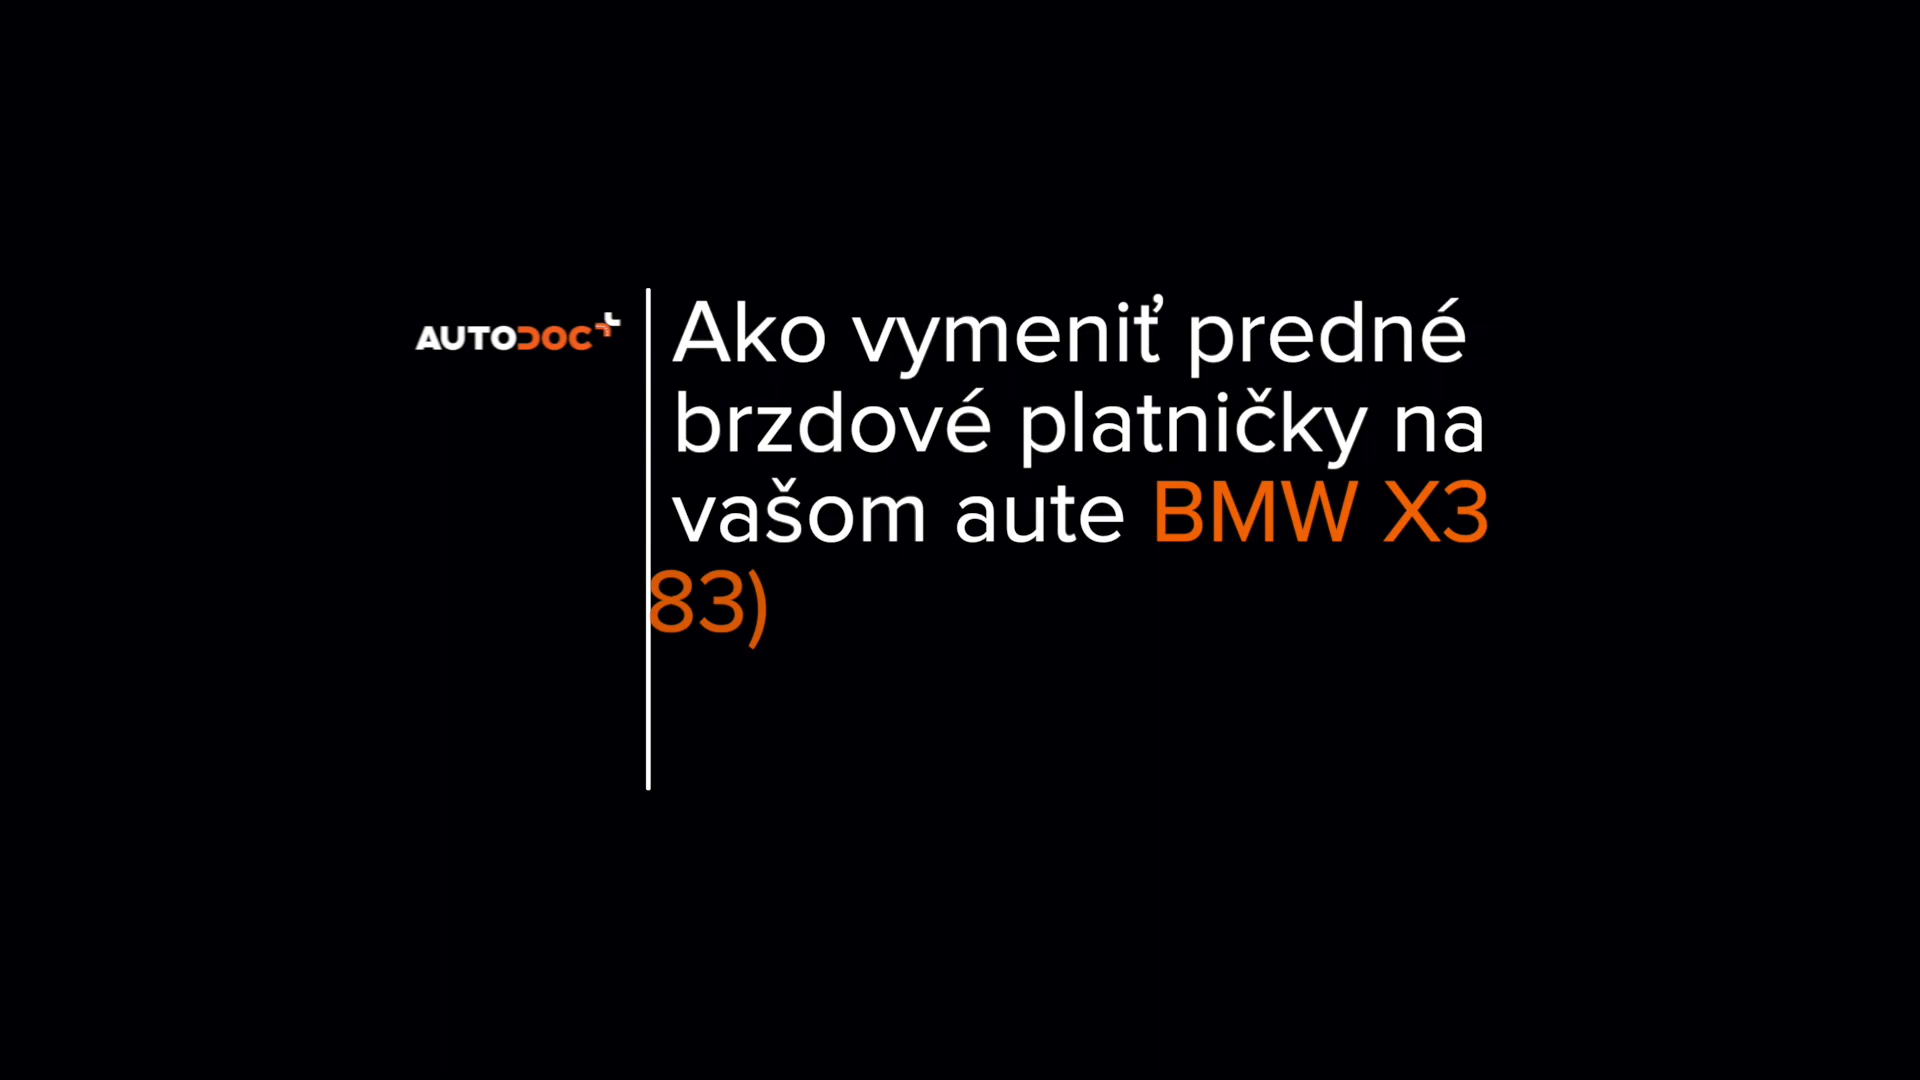 AUTODOC
Ako vymeniť predné
brzdové platničky na
vašom aute BMW X3
83)